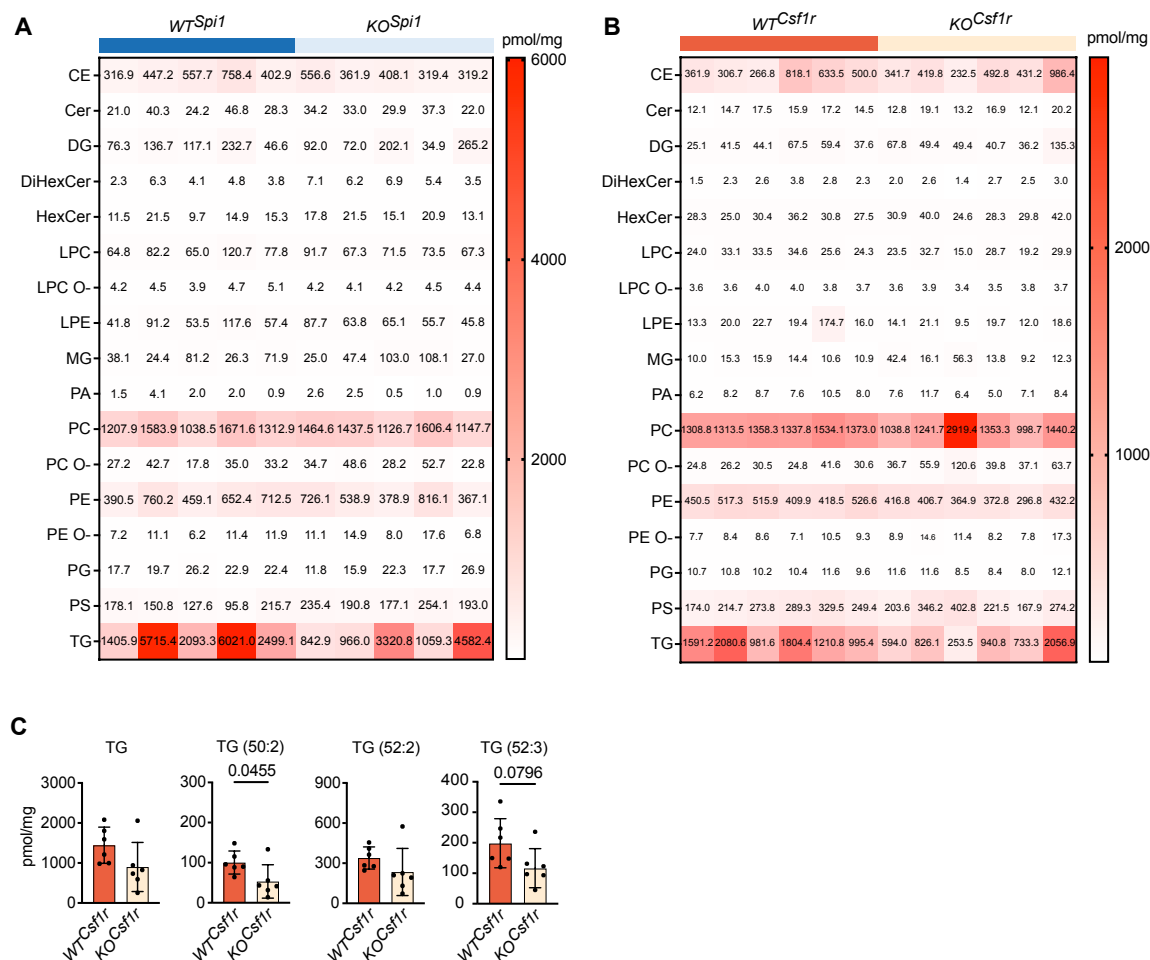 A
WT^Spi1 KO^Spi1
pmol/mg
CE 316.9 447.2 557.7 758.4 402.9 556.6 361.9 408.1 319.4 319.2
Cer 21.0 40.3 24.2 46.8 28.3 34.2 33.0 29.9 37.3 22.0
DG 76.3 136.7 117.1 232.7 46.6 92.0 72.0 202.1 34.9 265.2
DiHexCer 2.3 6.3 4.1 4.8 3.8 7.1 6.2 6.9 5.4 3.5
HexCer 11.5 21.5 9.7 14.9 15.3 17.8 21.5 15.1 20.9 13.1
LPC 64.8 82.2 65.0 120.7 77.8 91.7 67.3 71.5 73.5 67.3
LPC O- 4.2 4.5 3.9 4.7 5.1 4.2 4.1 4.2 4.5 4.4
LPE 41.8 91.2 53.5 117.6 57.4 87.7 63.8 65.1 55.7 45.8
MG 38.1 24.4 81.2 26.3 71.9 25.0 47.4 103.0 108.1 27.0
PA 1.5 4.1 2.0 2.0 0.9 2.6 2.5 0.5 1.0 0.9
PC 1207.9 1583.9 1038.5 1671.6 1312.9 1464.6 1437.5 1126.7 1606.4 1147.7
PC O- 27.2 42.7 17.8 35.0 33.2 34.7 48.6 28.2 52.7 22.8
PE 390.5 760.2 459.1 652.4 712.5 726.1 538.9 378.9 816.1 367.1
PE O- 7.2 11.1 6.2 11.4 11.9 11.1 14.9 8.0 17.6 6.8
PG 17.7 19.7 26.2 22.9 22.4 11.8 15.9 22.3 17.7 26.9
PS 178.1 150.8 127.6 95.8 215.7 235.4 190.8 177.1 254.1 193.0
TG 1405.9 5715.4 2093.3 6021.0 2499.1 842.9 966.0 3320.8 1059.3 4582.4
6000
4000
2000
B
WT^Csf1r KO^Csf1r
pmol/mg
CE 361.9 306.7 266.8 818.1 633.5 500.0 341.7 419.8 232.5 492.8 431.2 986.4
Cer 12.1 14.7 17.5 15.9 17.2 14.5 12.8 19.1 13.2 16.9 12.1 20.2
DG 25.1 41.5 44.1 67.5 59.4 37.6 67.8 49.4 49.4 40.7 36.2 135.3
DiHexCer 1.5 2.3 2.6 3.8 2.8 2.3 2.0 2.6 1.4 2.7 2.5 3.0
HexCer 28.3 25.0 30.4 36.2 30.8 27.5 30.9 40.0 24.6 28.3 29.8 42.0
LPC 24.0 33.1 33.5 34.6 25.6 24.3 23.5 32.7 15.0 28.7 19.2 29.9
LPC O- 3.6 3.6 4.0 4.0 3.8 3.7 3.6 3.9 3.4 3.5 3.8 3.7
LPE 13.3 20.0 22.7 19.4 174.7 16.0 14.1 21.1 9.5 19.7 12.0 18.6
MG 10.0 15.3 15.9 14.4 10.6 10.9 42.4 16.1 56.3 13.8 9.2 12.3
PA 6.2 8.2 8.7 7.6 10.5 8.0 7.6 11.7 6.4 5.0 7.1 8.4
PC 1308.8 1313.5 1358.3 1337.8 1534.1 1373.0 1038.8 1241.7 2919.4 1353.3 998.7 1440.2
PC O- 24.8 26.2 30.5 24.8 41.6 30.6 36.7 55.9 120.6 39.8 37.1 63.7
PE 450.5 517.3 515.9 409.9 418.5 526.6 416.8 406.7 364.9 372.8 296.8 432.2
PE O- 7.7 8.4 8.6 7.1 10.5 9.3 8.9 14.6 11.4 8.2 7.8 17.3
PG 10.7 10.8 10.2 10.4 11.6 9.6 11.6 11.6 8.5 8.4 8.0 12.1
PS 174.0 214.7 273.8 289.3 329.5 249.4 203.6 346.2 402.8 221.5 167.9 274.2
TG 1591.2 2080.6 981.6 1804.4 1210.8 995.4 594.0 826.1 253.5 940.8 733.3 2056.9
2000
1000
C
TG
pmol/mg
3000
2000
1000
0
WT^Csf1r KO^Csf1r
TG (50:2)
0.0455
300
200
100
0
WT^Csf1r KO^Csf1r
TG (52:2)
900
600
300
0
WT^Csf1r KO^Csf1r
TG (52:3)
0.0796
400
300
200
100
0
WT^Csf1r KO^Csf1r